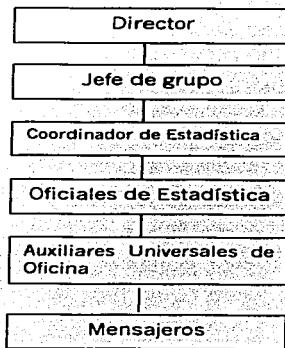 Director
Jefe de grupo
Coordinador de Estadística
Oficiales de Estadística
Auxiliares Universales de
Oficina
Mensajeros